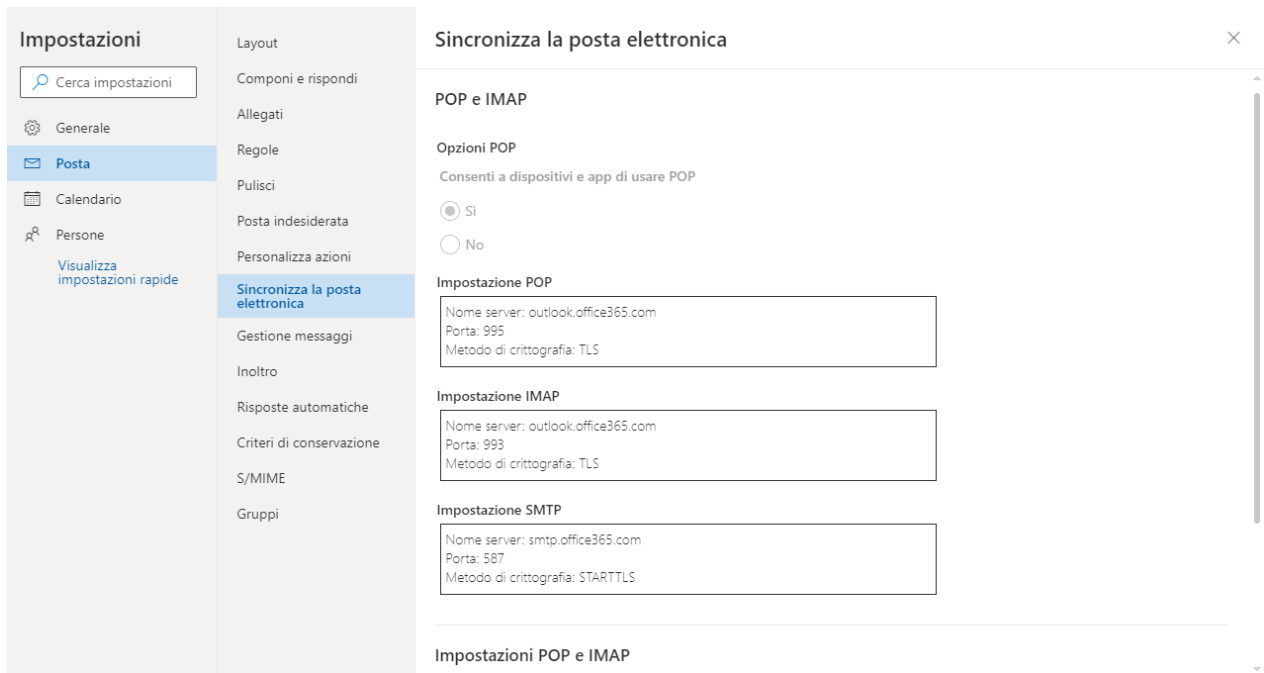 Impostazioni
Cerca impostazioni
Generale
Posta
Calendario
Persone
Visualizza
impostazioni rapide
Layout
Componi e rispondi
Allegati
Regole
Pulisci
Posta indesiderata
Personalizza azioni
Sincronizza la posta
elettronica
Gestione messaggi
Inoltro
Risposte automatiche
Criteri di conservazione
S/MIME
Gruppi
Sincronizza la posta elettronica
POP e IMAP
Opzioni POP
Consenti a dispositivi e app di usare POP
Sì
No
Impostazione POP
Nome server: outlook.office365.com
Porta: 995
Metodo di crittografia: TLS
Impostazione IMAP
Nome server: outlook.office365.com
Porta: 993
Metodo di crittografia: TLS
Impostazione SMTP
Nome server: smtp.office365.com
Porta: 587
Metodo di crittografia: STARTTLS
Impostazioni POP e IMAP